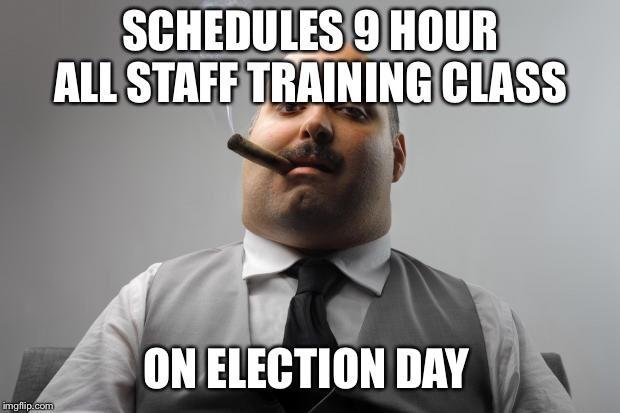 SCHEDULES 9 HOUR
ALL STAFF TRAINING CLASS
ON ELECTION DAY
imgflip.com